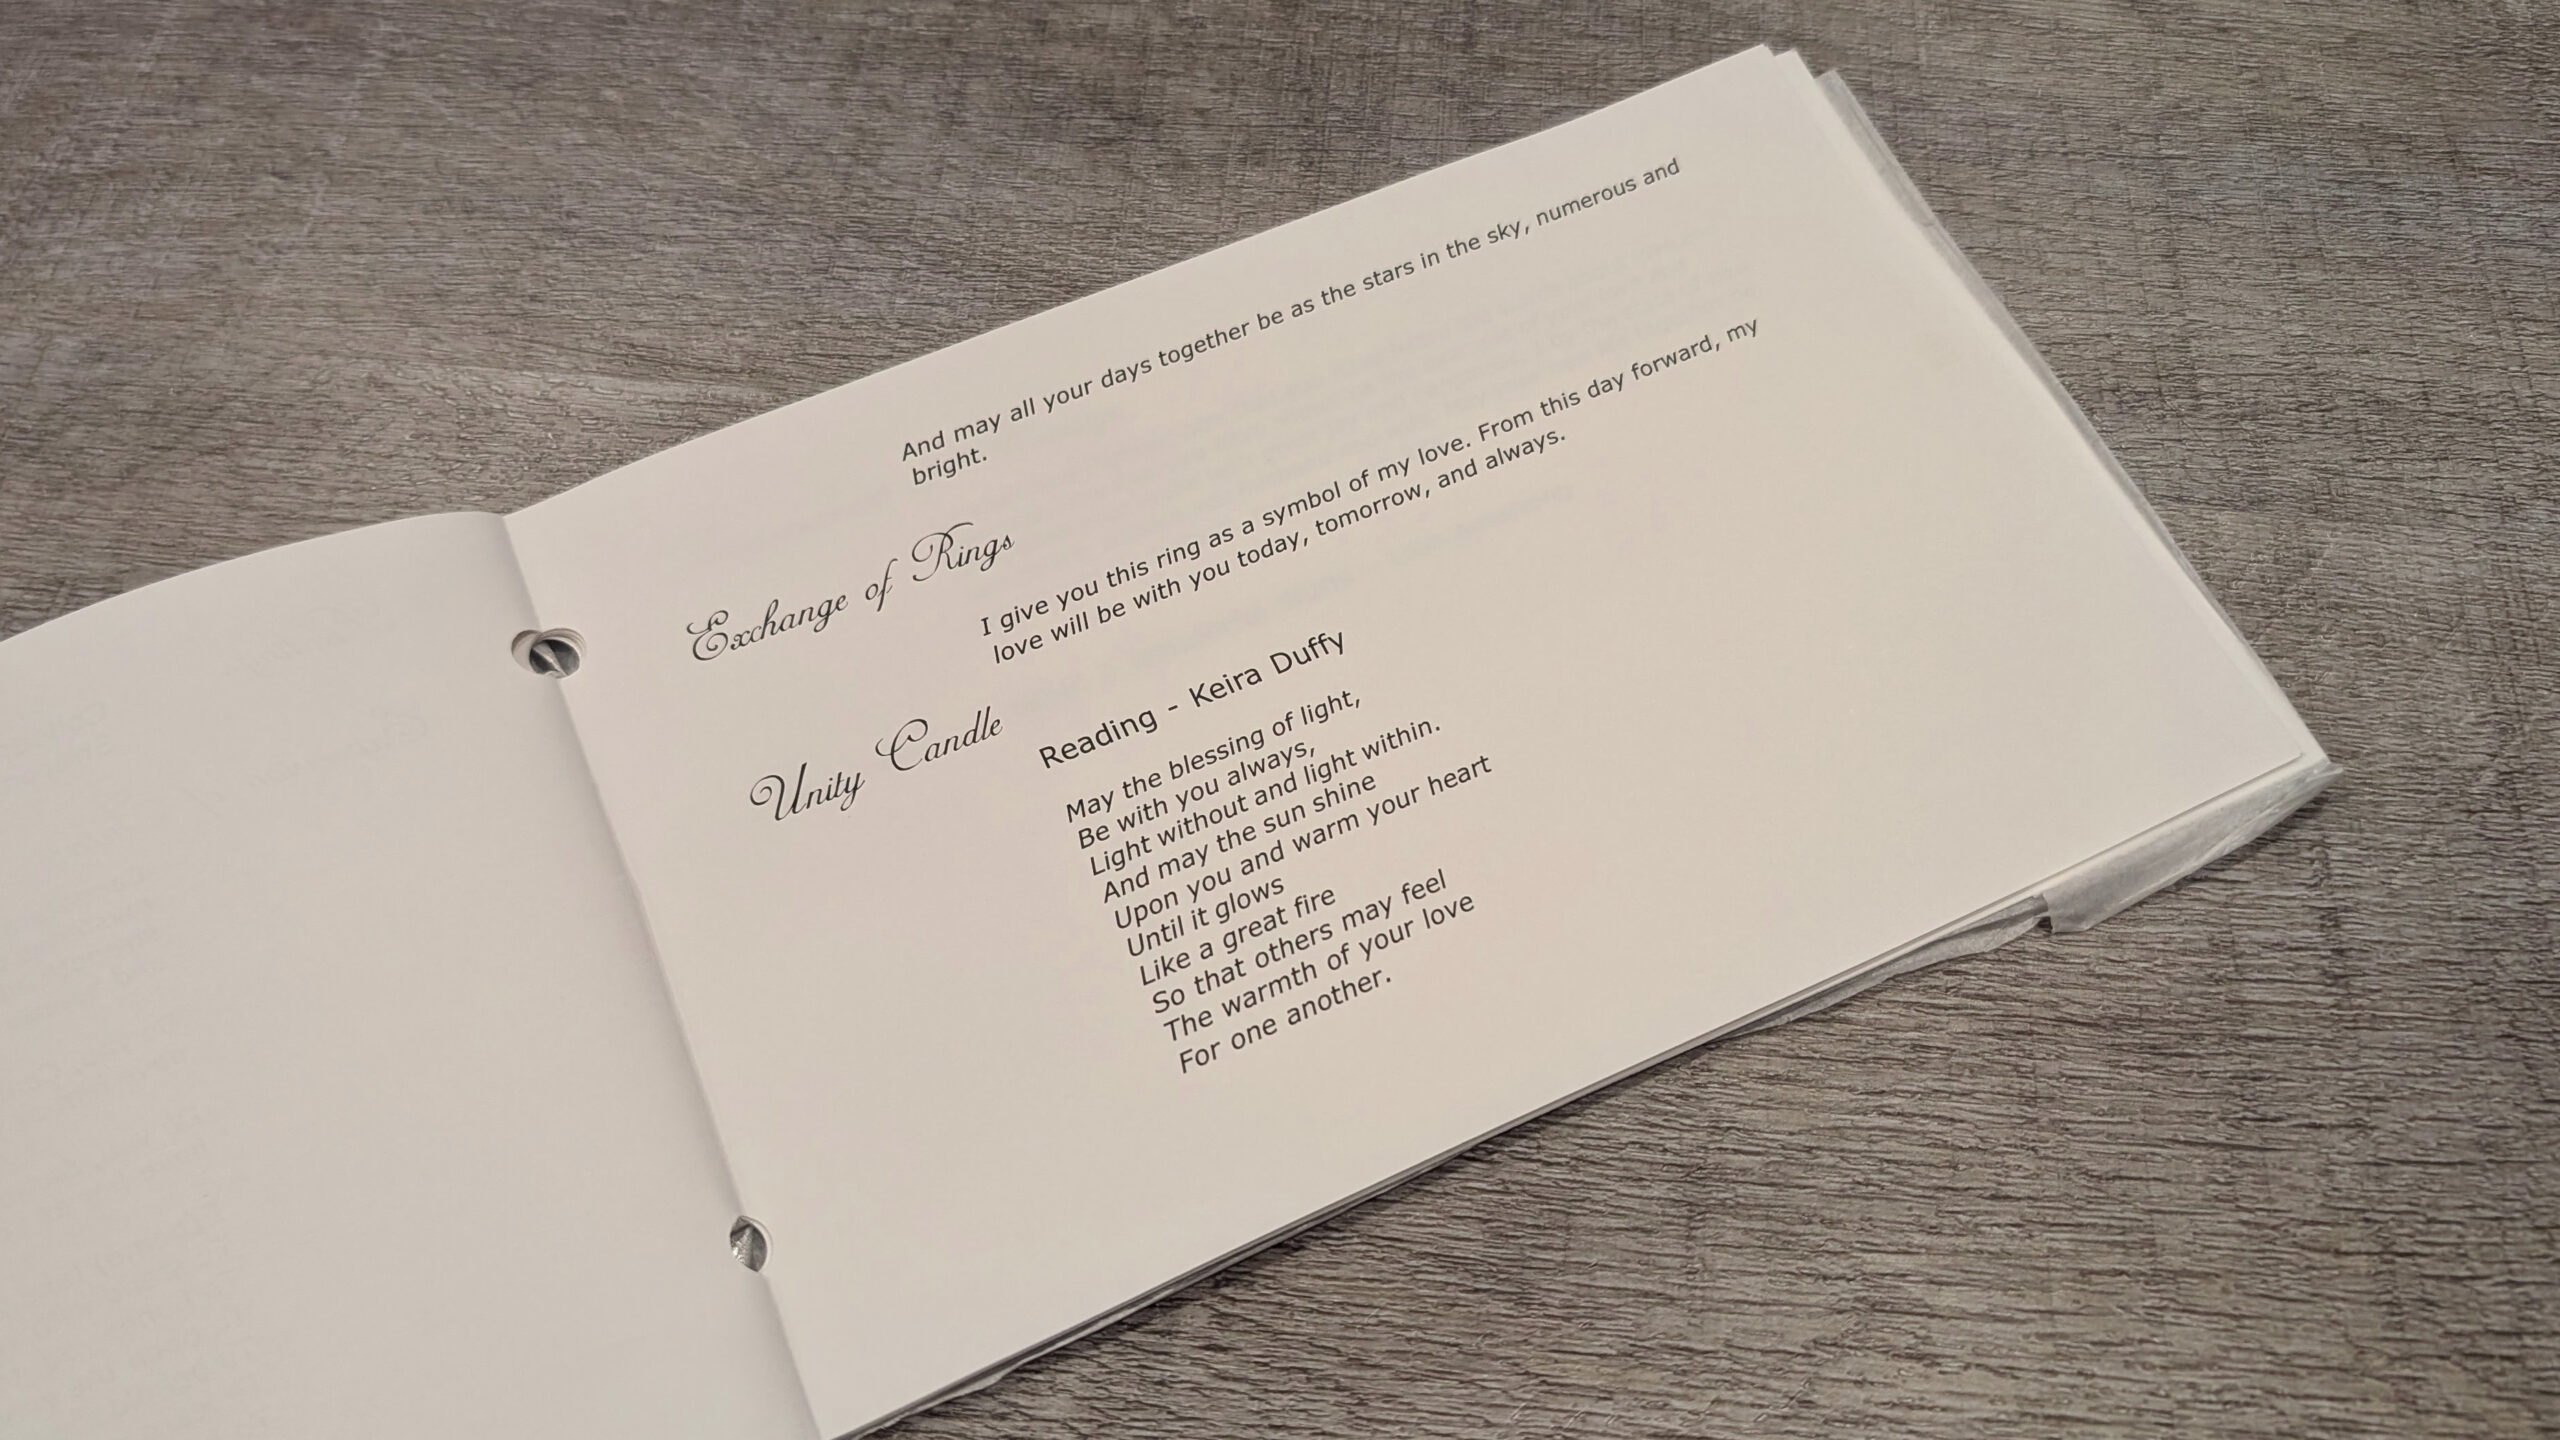 And may all your days together be as the stars in the sky, numerous and
bright.
Exchange of Rings
I give you this ring as a symbol of my love. From this day forward, my
love will be with you today, tomorrow, and always.
Unity Candle
Reading - Keira Duffy
May the blessing of light,
Be with you always,
Light without and light within.
And may the sun shine
Upon you and warm your heart
Until it glows
Like a great fire
So that others may feel
The warmth of your love
For one another.